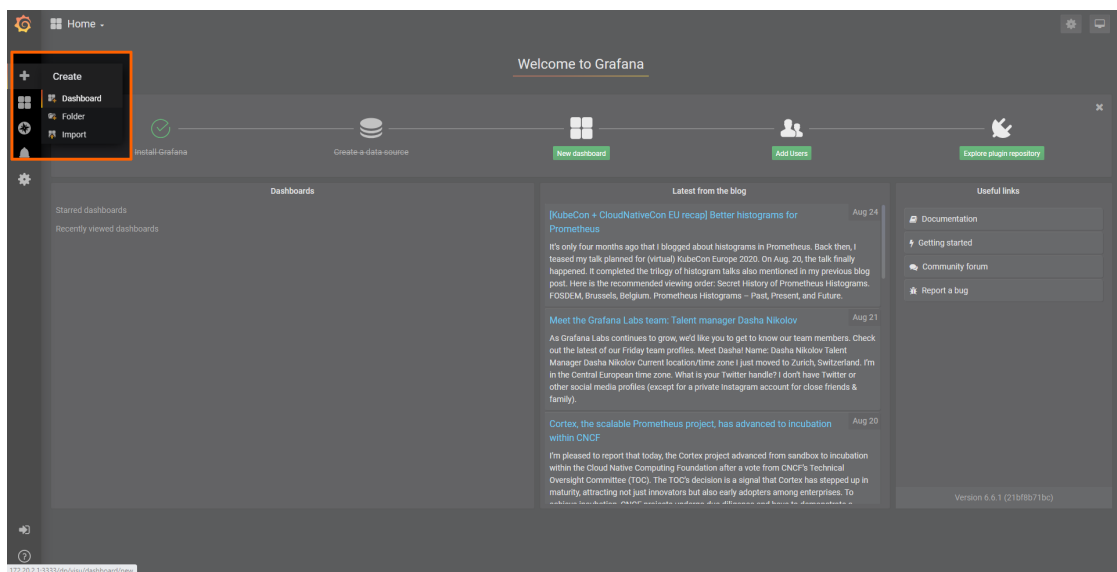 Home
Create
Dashboard
Folder
Import
Welcome to Grafana
Install Grafana
Create a data source
New dashboard
Add Users
Explore plugin repository
Dashboards
Starred dashboards
Recently viewed dashboards
Latest from the blog
[KubeCon + CloudNativeCon EU recap] Better histograms for
Prometheus
Aug 24
It's only four months ago that I blogged about histograms in Prometheus. Back then, I
teased my talk planned for (virtual) KubeCon Europe 2020. On Aug. 20, the talk finally
happened. It completed the trilogy of histogram talks also mentioned in my previous blog
post. Here is the recommended viewing order: Secret History of Prometheus Histograms.
FOSDEM, Brussels, Belgium. Prometheus Histograms – Past, Present, and Future.
Meet the Grafana Labs team: Talent manager Dasha Nikolov
Aug 21
As Grafana Labs continues to grow, we'd like you to get to know our team members. Check
out the latest of our Friday team profiles. Meet Dasha! Name: Dasha Nikolov Talent
Manager Dasha Nikolov Current location/time zone I just moved to Zurich, Switzerland. I'm
in the Central European time zone. What is your Twitter handle? I don't have Twitter or
other social media profiles (except for a private Instagram account for close friends &
family).
Cortex, the scalable Prometheus project, has advanced to incubation
within CNCF
Aug 20
I'm pleased to report that today, the Cortex project advanced from sandbox to incubation
within the Cloud Native Computing Foundation after a vote from CNCF's Technical
Oversight Committee (TOC). The TOC's decision is a signal that Cortex has stepped up in
maturity, attracting not just innovators but also early adopters among enterprises. To
Useful links
Documentation
Getting started
Community forum
Report a bug
Version 6.6.1 (21bf8b71bc)